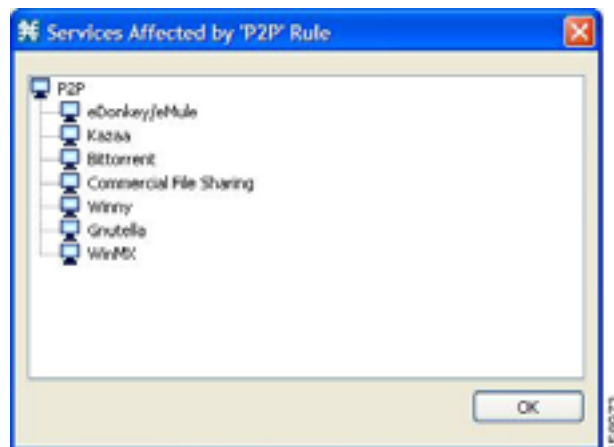 Services Affected by 'P2P' Rule
P2P
eDonkey/eMule
Kazaa
Bittorrent
Commercial File Sharing
Winny
Gnutella
WinMX
OK